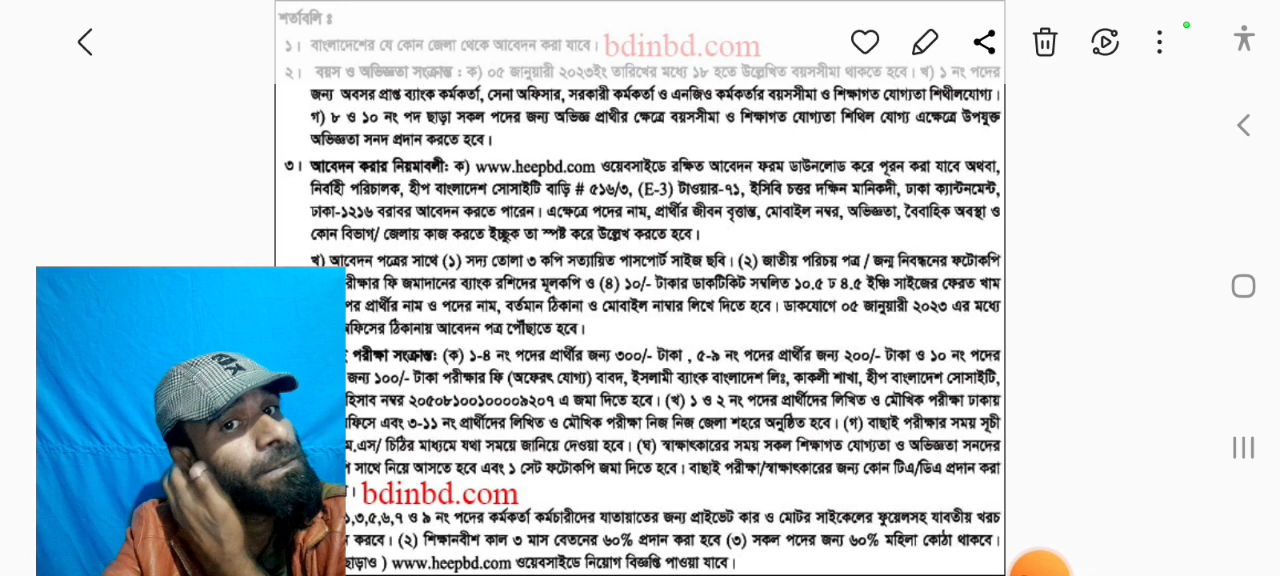 শর্তাবলি ঃ
১। বাংলাদেশের যে কোন জেলা থেকে আবেদন করা যাবে। bdinbd.com
২। বয়স ও অভিজ্ঞতা সংক্রান্ত : ক) ০৫ জানুয়ারী ২০২৩ইং তারিখের মধ্যে ১৮ হতে উল্লেখিত বয়সসীমা থাকতে হবে। খ) ১ নং পদের
জন্য অবসর প্রাপ্ত ব্যাংক কর্মকর্তা, সেনা অফিসার, সরকারী কর্মকর্তা ও এনজিও কর্মকর্তার বয়সসীমা ও শিক্ষাগত যোগ্যতা শিথীলযোগ্য।
গ) ৮ ও ১০ নং পদ ছাড়া সকল পদের জন্য অভিজ্ঞ প্রার্থীর ক্ষেত্রে বয়সসীমা ও শিক্ষাগত যোগ্যতা শিথিল যোগ্য এক্ষেত্রে উপযুক্ত
অভিজ্ঞতা সনদ প্রদান করতে হবে।
৩। আবেদন করার নিয়মাবলী: ক) www.heepbd.com ওয়েবসাইডে রক্ষিত আবেদন ফরম ডাউনলোড করে পূরন করা যাবে অথবা,
নির্বাহী পরিচালক, হীপ বাংলাদেশ সোসাইটি বাড়ি # ৫১৬/৩, (E-3) টাওয়ার-৭১, ইসিবি চত্তর দক্ষিন মানিকদী, ঢাকা ক্যান্টনমেন্ট,
ঢাকা-১২১৬ বরাবর আবেদন করতে পারেন। এক্ষেত্রে পদের নাম, প্রার্থীর জীবন বৃত্তান্ত, মোবাইল নম্বর, অভিজ্ঞতা, বৈবাহিক অবস্থা ও
কোন বিভাগ/ জেলায় কাজ করতে ইচ্ছুক তা স্পষ্ট করে উল্লেখ করতে হবে।
খ) আবেদন পত্রের সাথে (১) সদ্য তোলা ৩ কপি সত্যায়িত পাসপোর্ট সাইজ ছবি। (২) জাতীয় পরিচয় পত্র / জন্ম নিবন্ধনের ফটোকপি
রীক্ষার ফি জমাদানের ব্যাংক রশিদের মূলকপি ও (৪) ১০/- টাকার ডাকটিকিট সম্বলিত ১০.৫ ঢ ৪.৫ ইঞ্চি সাইজের ফেরত খাম
পর প্রার্থীর নাম ও পদের নাম, বর্তমান ঠিকানা ও মোবাইল নাম্বার লিখে দিতে হবে। ডাকযোগে ০৫ জানুয়ারী ২০২৩ এর মধ্যে
ফিসের ঠিকানায় আবেদন পত্র পৌঁছাতে হবে।
ই পরীক্ষা সংক্রান্ত: (ক) ১-৪ নং পদের প্রার্থীর জন্য ৩০০/- টাকা , ৫-৯ নং পদের প্রার্থীর জন্য ২০০/- টাকা ও ১০ নং পদের
জন্য ১০০/- টাকা পরীক্ষার ফি (অফেরৎ যোগ্য) বাবদ, ইসলামী ব্যাংক বাংলাদেশ লিঃ, কাকলী শাখা, হীপ বাংলাদেশ সোসাইটি,
হিসাব নম্বর ২০৫০৮১০০১০০০০৯২০৭ এ জমা দিতে হবে। (খ) ১ ও ২ নং পদের প্রার্থীদের লিখিত ও মৌখিক পরীক্ষা ঢাকায়
ফিসে এবং ৩-১১ নং প্রার্থীদের লিখিত ও মৌখিক পরীক্ষা নিজ নিজ জেলা শহরে অনুষ্ঠিত হবে। (গ) বাছাই পরীক্ষার সময় সূচী
ম.এস/ চিঠির মাধ্যমে যথা সময়ে জানিয়ে দেওয়া হবে। (ঘ) স্বাক্ষাৎকারের সময় সকল শিক্ষাগত যোগ্যতা ও অভিজ্ঞতা সনদের
পি সাথে নিয়ে আসতে হবে এবং ১ সেট ফটোকপি জমা দিতে হবে। বাছাই পরীক্ষা/স্বাক্ষাৎকারের জন্য কোন টিএ/ডিএ প্রদান করা
। bdinbd.com
১,৩,৫,৬,৭ ও ৯ নং পদের কর্মকর্তা কর্মচারীদের যাতায়াতের জন্য প্রাইভেট কার ও মোটর সাইকেলের ফুয়েলসহ যাবতীয় খরচ
ন করবে। (২) শিক্ষানবীশ কাল ৩ মাস বেতনের ৬০% প্রদান করা হবে (৩) সকল পদের জন্য ৬০% মহিলা কোঠা থাকবে।
ছাড়াও ) www.heepbd.com ওয়েবসাইডে নিয়োগ বিজ্ঞপ্তি পাওয়া যাবে।